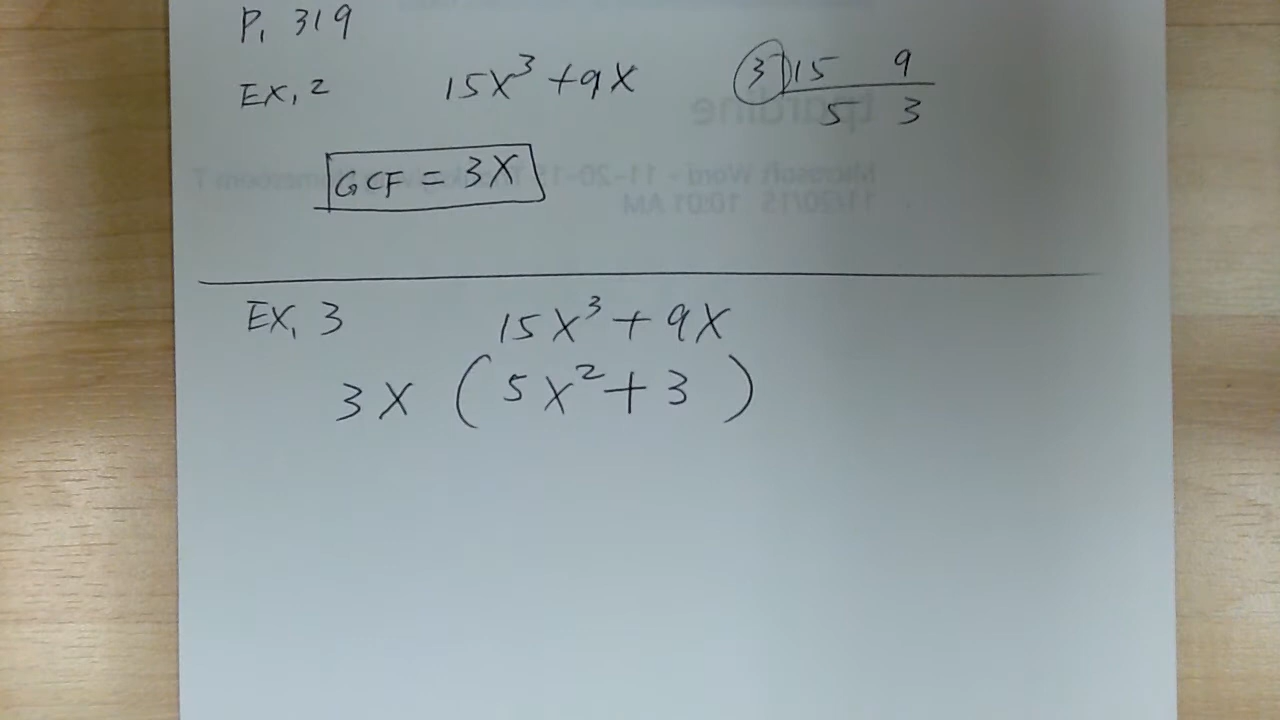 P. 319
EX. 2 15x³ + 9x 3 15 9
5 3
GCF = 3X
EX. 3 15x³ + 9x
3x ( 5x² + 3 )